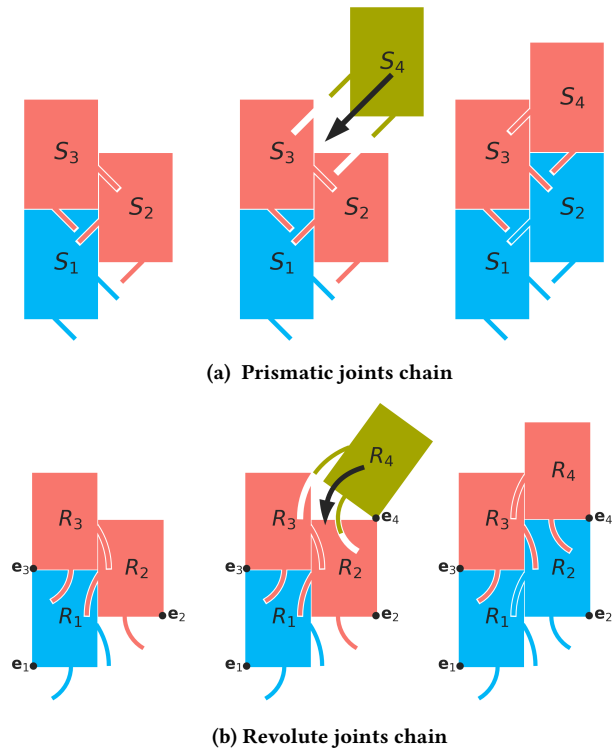 S4
S3 S3 S4
S2 S2 S3 S2
S1 S1 S1
(a) Prismatic joints chain
R4 R4
R3 R3 e4 R3 e4
e3 R2 e3 R2 e3 R2
R1 e2 R1 e2 R1 e2
e1 e1 e1
(b) Revolute joints chain